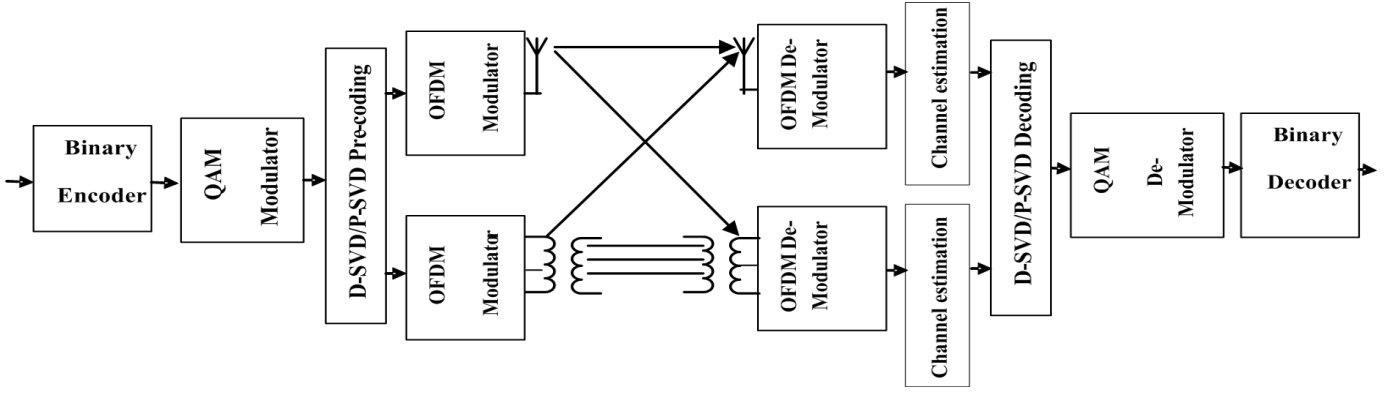 Binary
Encoder
QAM
Modulator
D-SVD/P-SVD Pre-coding
OFDM
Modulator
OFDM
Modulator
OFDM De-
Modulator
OFDM De-
Modulator
Channel estimation
Channel estimation
D-SVD/P-SVD Decoding
QAM
De-
Modulator
Binary
Decoder